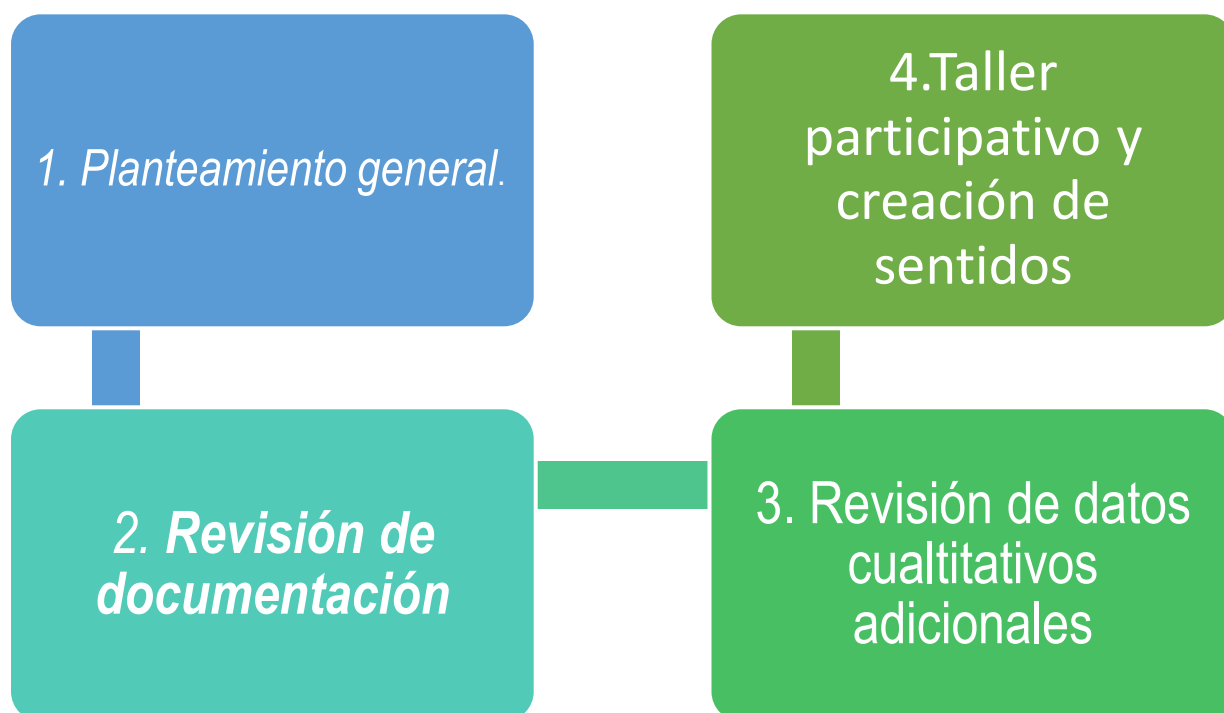 1. Planteamiento general.
2. Revisión de
documentación
3. Revisión de datos
cualtitativos
adicionales
4.Taller
participativo y
creación de
sentidos